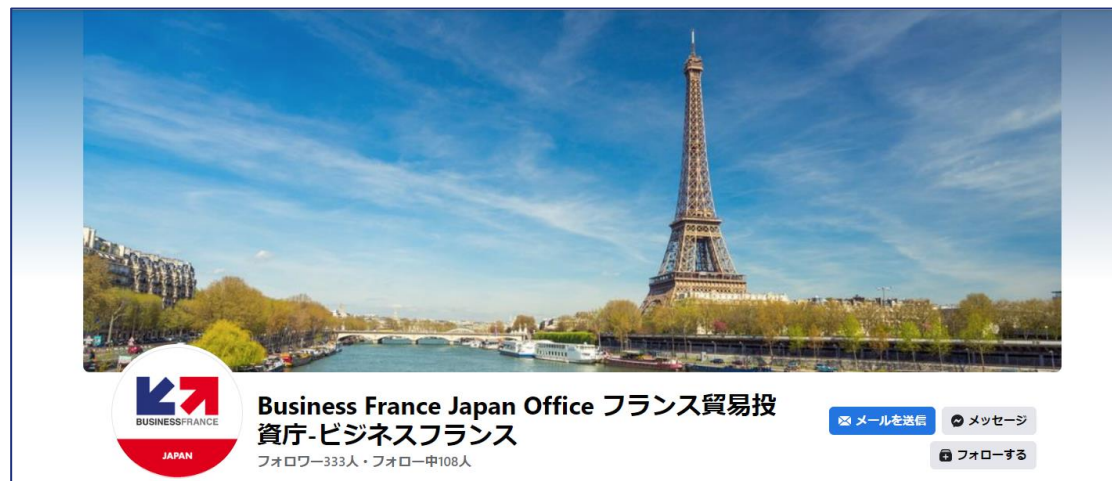 BUSINESSFRANCE
JAPAN
Business France Japan Office フランス貿易投
資庁-ビジネスフランス
フォロワー333人・フォロー中108人
メールを送信
メッセージ
フォローする